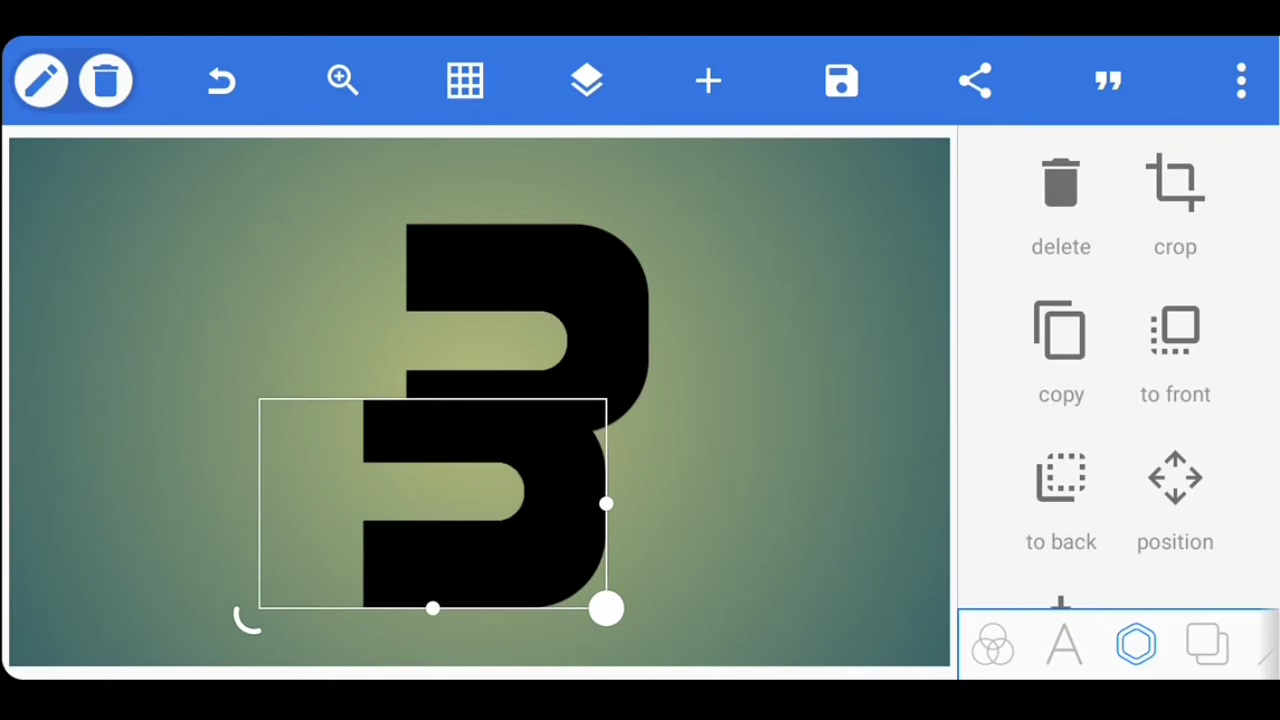 delete
crop
copy
to front
to back
position